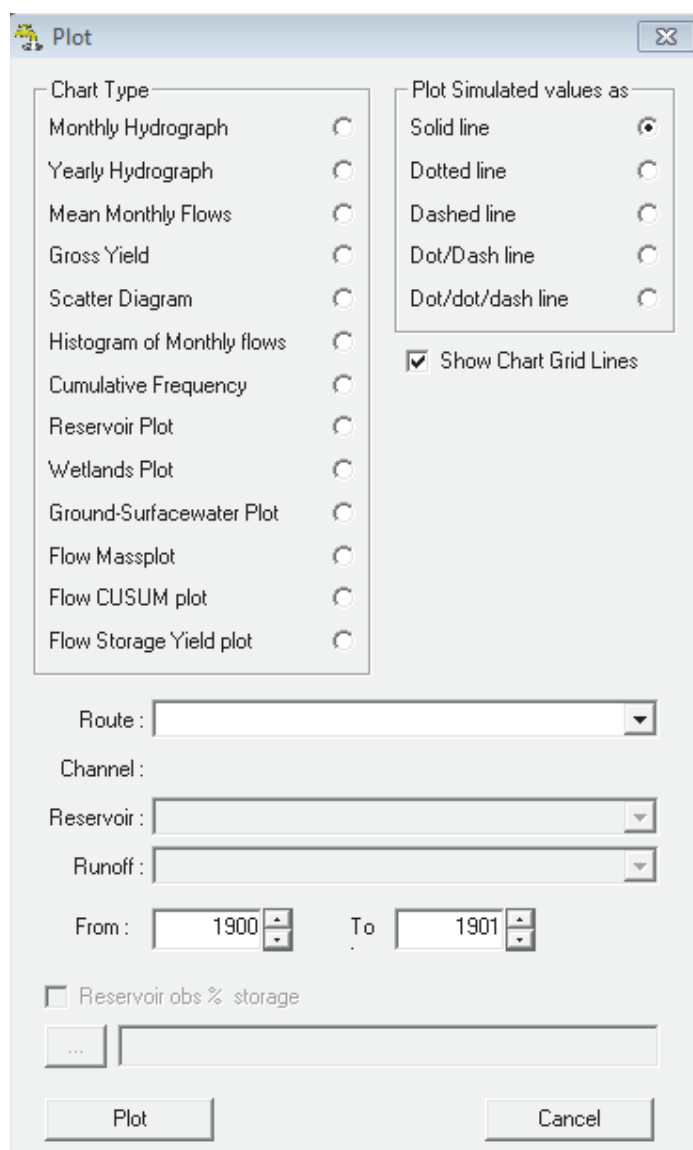 Plot
Chart Type
Monthly Hydrograph
Yearly Hydrograph
Mean Monthly Flows
Gross Yield
Scatter Diagram
Histogram of Monthly flows
Cumulative Frequency
Reservoir Plot
Wetlands Plot
Ground-Surfacewater Plot
Flow Massplot
Flow CUSUM plot
Flow Storage Yield plot
Plot Simulated values as
Solid line
Dotted line
Dashed line
Dot/Dash line
Dot/dot/dash line
Show Chart Grid Lines
Route :
Channel :
Reservoir :
Runoff :
From : 1900 To : 1901
Reservoir obs % storage
...
Plot Cancel